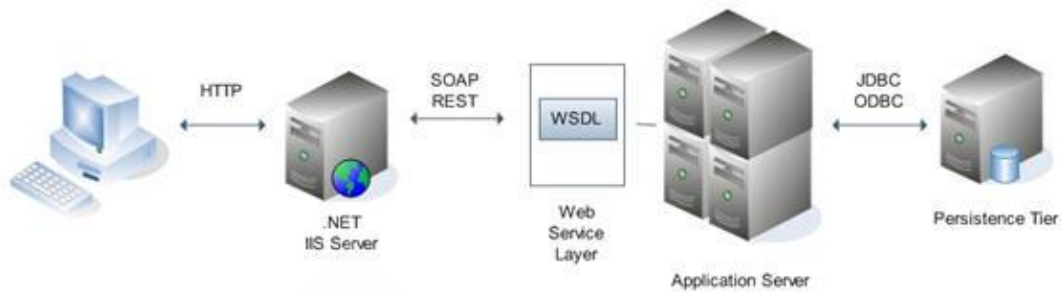 HTTP
.NET
IIS Server
SOAP
REST
WSDL
Web
Service
Layer
Application Server
JDBC
ODBC
Persistence Tier